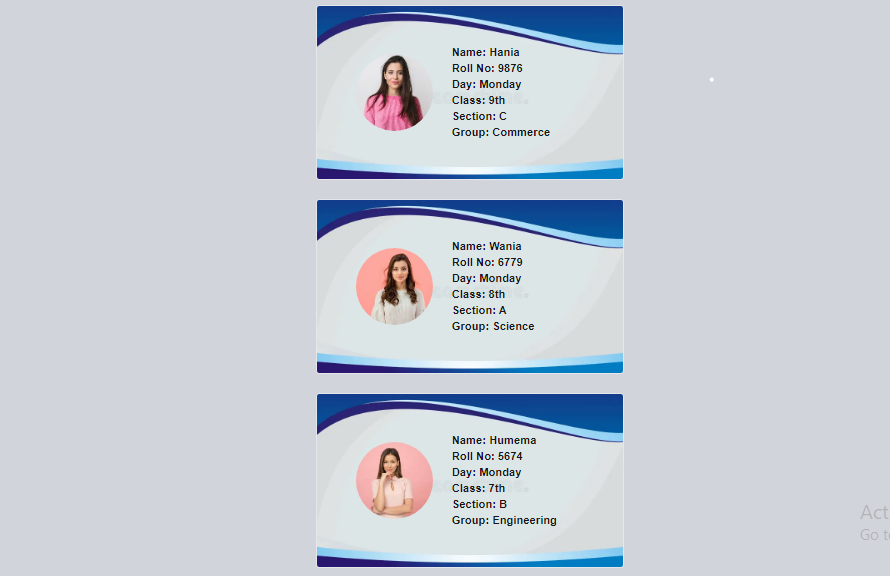 Name: Hania
Roll No: 9876
Day: Monday
Class: 9th
Section: C
Group: Commerce
Name: Wania
Roll No: 6779
Day: Monday
Class: 8th
Section: A
Group: Science
Name: Humema
Roll No: 5674
Day: Monday
Class: 7th
Section: B
Group: Engineering
Act
Go to